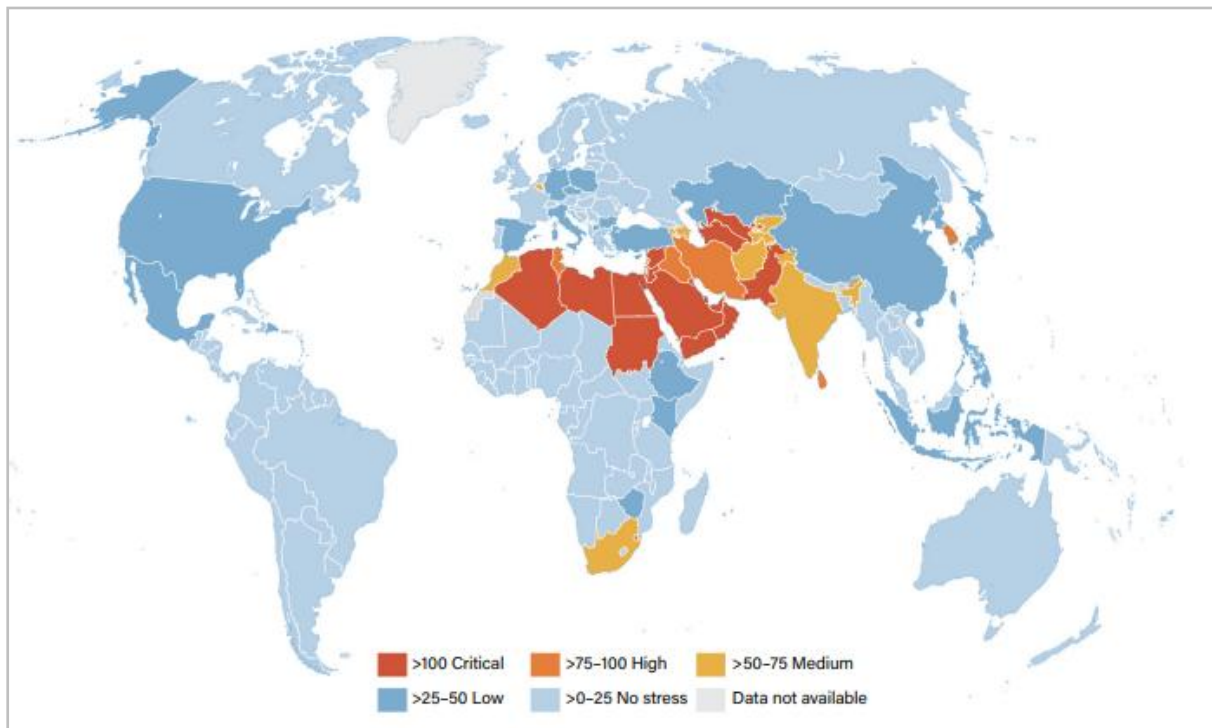 >100 Critical
>75–100 High
>50–75 Medium
>25–50 Low
>0–25 No stress
Data not available